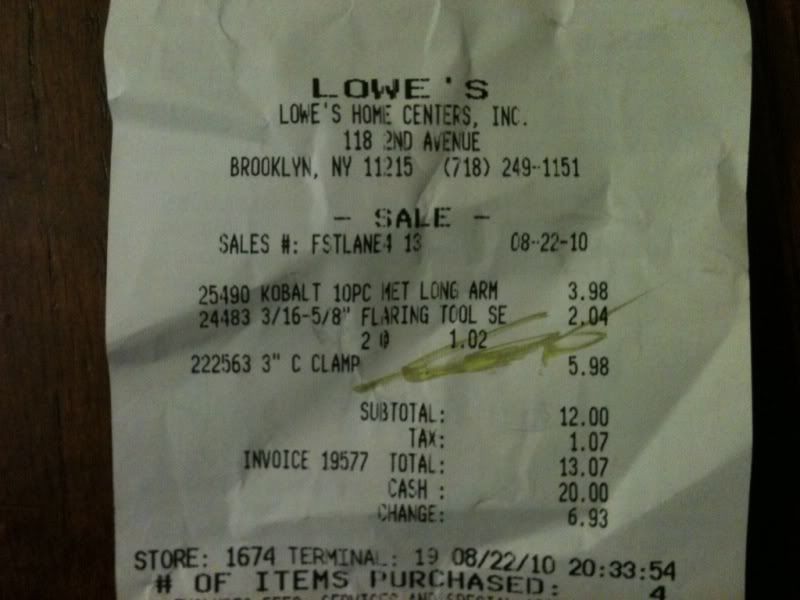 LOWE'S
LOWE'S HOME CENTERS, INC.
118 2ND AVENUE
BROOKLYN, NY 11215 (718) 249-1151
- SALE -
SALES #: FSTLANE4 13 08-22-10
25490 KOBALT 10PC MET LONG ARM 3.98
24483 3/16-5/8" FLARING TOOL SE 2.04
2 @ 1.02
222563 3" C CLAMP 5.98
SUBTOTAL: 12.00
TAX: 1.07
INVOICE 19577 TOTAL: 13.07
CASH : 20.00
CHANGE: 6.93
STORE: 1674 TERMINAL: 19 08/22/10 20:33:54
# OF ITEMS PURCHASED: 4